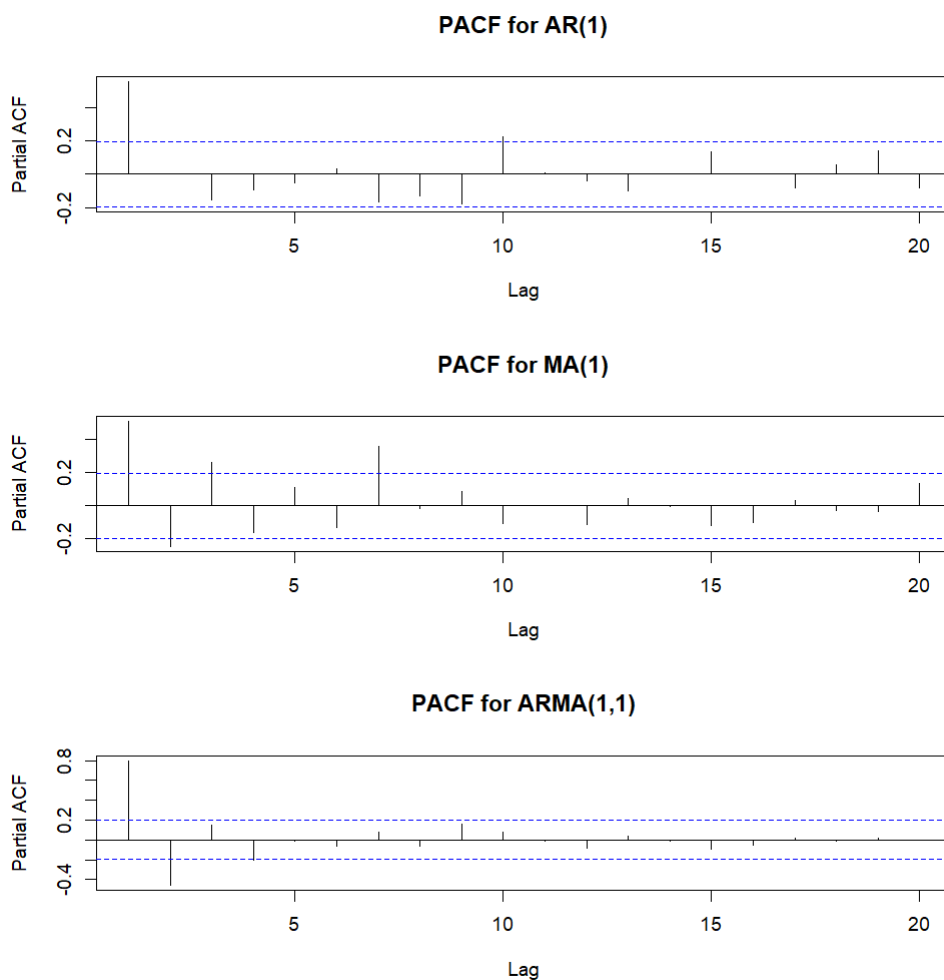 PACF for AR(1)
Partial ACF
0.2
-0.2
5 10 15 20
Lag
PACF for MA(1)
Partial ACF
0.2
-0.2
5 10 15 20
Lag
PACF for ARMA(1,1)
Partial ACF
0.8
0.2
-0.4
5 10 15 20
Lag